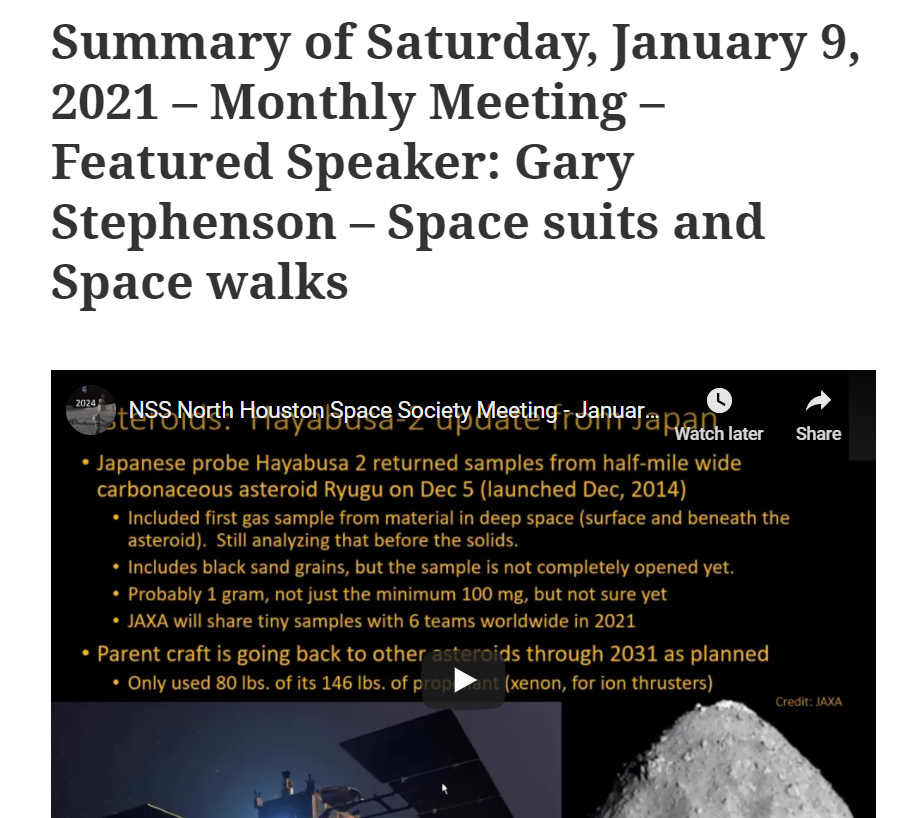 Summary of Saturday, January 9,
2021 – Monthly Meeting –
Featured Speaker: Gary
Stephenson – Space suits and
Space walks
2024
NSS North Houston Space Society Meeting - Januar...
Watch later
Share
Asteroids: Hayabusa-2 update from Japan
• Japanese probe Hayabusa 2 returned samples from half-mile wide
carbonaceous asteroid Ryugu on Dec 5 (launched Dec, 2014)
• Included first gas sample from material in deep space (surface and beneath the
asteroid). Still analyzing that before the solids.
• Includes black sand grains, but the sample is not completely opened yet.
• Probably 1 gram, not just the minimum 100 mg, but not sure yet
• JAXA will share tiny samples with 6 teams worldwide in 2021
• Parent craft is going back to other asteroids through 2031 as planned
• Only used 80 lbs. of its 146 lbs. of propellant (xenon, for ion thrusters)
Credit: JAXA